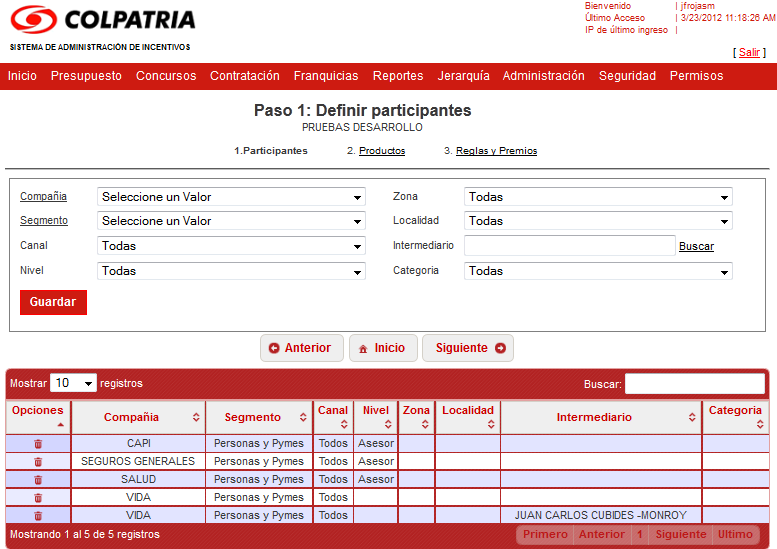 COLPATRIA
SISTEMA DE ADMINISTRACIÓN DE INCENTIVOS
Bienvenido | jfrojasm
Último Acceso | 3/23/2012 11:18:26 AM
IP de último ingreso |
[ Salir ]
Inicio Presupuesto Concursos Contratación Franquicias Reportes Jerarquía Administración Seguridad Permisos
Paso 1: Definir participantes
PRUEBAS DESARROLLO
1.Participantes 2. Productos 3. Reglas y Premios
Compañia Seleccione un Valor Zona Todas
Segmento Seleccione un Valor Localidad Todas
Canal Todas Intermediario Buscar
Nivel Todas Categoria Todas
Guardar
Anterior Inicio Siguiente
Mostrar 10 registros Buscar:
Opciones Compañia Segmento Canal Nivel Zona Localidad Intermediario Categoria
CAPI Personas y Pymes Todos Asesor
SEGUROS GENERALES Personas y Pymes Todos Asesor
SALUD Personas y Pymes Todos Asesor
VIDA Personas y Pymes Todos
VIDA Personas y Pymes Todos JUAN CARLOS CUBIDES -MONROY
Mostrando 1 al 5 de 5 registros Primero Anterior 1 Siguiente Ultimo